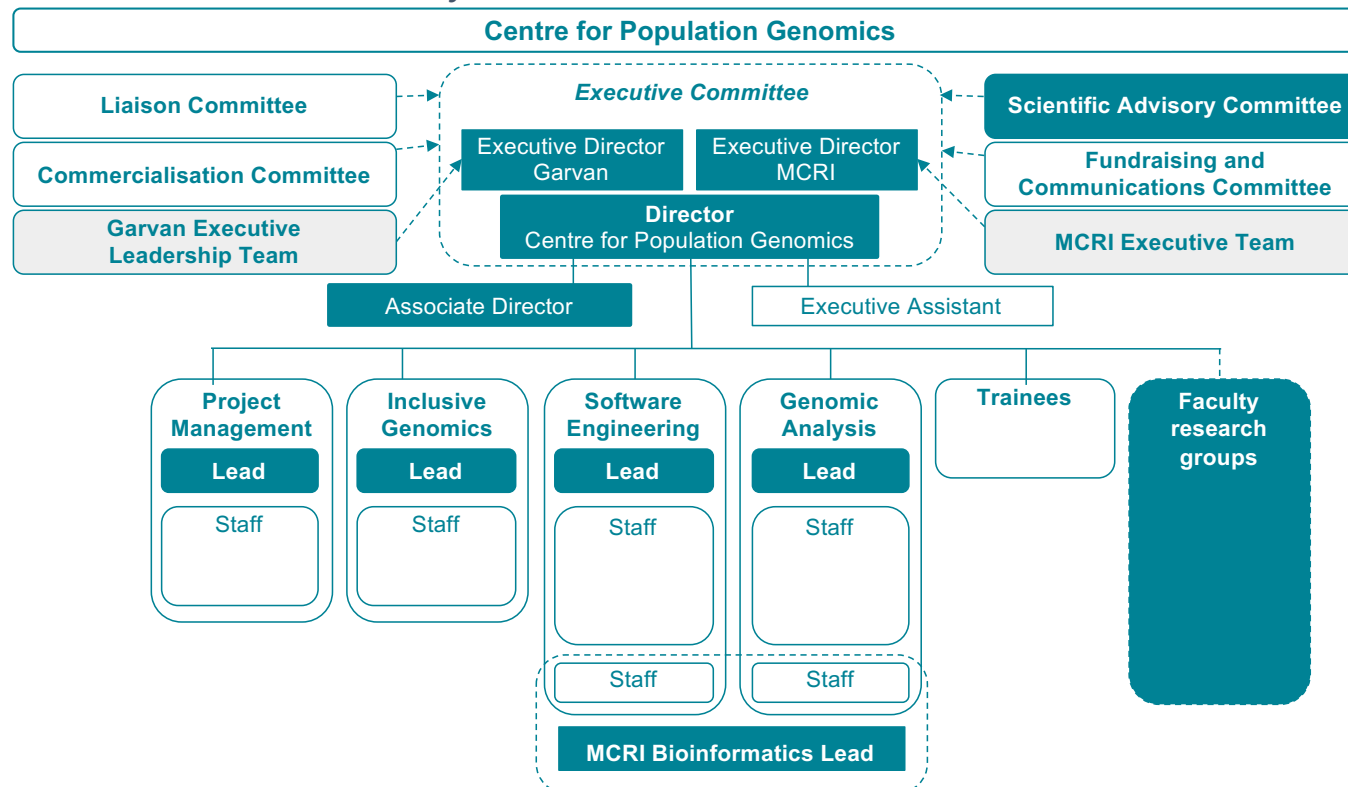 Centre for Population Genomics
Liaison Committee
Executive Committee
Scientific Advisory Committee
Commercialisation Committee
Executive Director
Garvan
Executive Director
MCRI
Fundraising and
Communications Committee
Garvan Executive
Leadership Team
Director
Centre for Population Genomics
MCRI Executive Team
Associate Director
Executive Assistant
Project
Management
Lead
Staff
Inclusive
Genomics
Lead
Staff
Software
Engineering
Lead
Staff
Staff
Genomic
Analysis
Lead
Staff
Staff
Trainees
Faculty
research
groups
MCRI Bioinformatics Lead